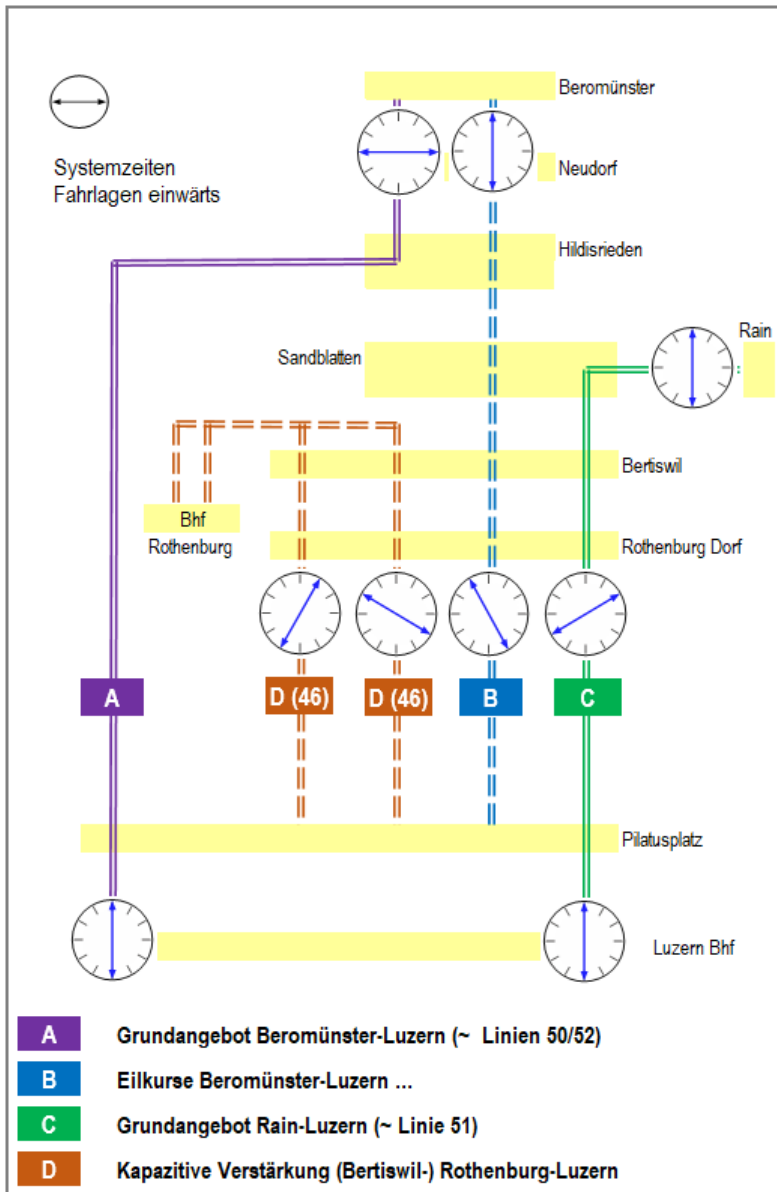 Beromünster
Systemzeiten
Fahrlagen einwärts
Neudorf
Hildisrieden
Sandblatten
Rain
Bertiswil
Bhf
Rothenburg
Rothenburg Dorf
A
D (46)
D (46)
B
C
Pilatusplatz
Luzern Bhf
A Grundangebot Beromünster-Luzern (~ Linien 50/52)
B Eilkurse Beromünster-Luzern ...
C Grundangebot Rain-Luzern (~ Linie 51)
D Kapazitive Verstärkung (Bertiswil-) Rothenburg-Luzern